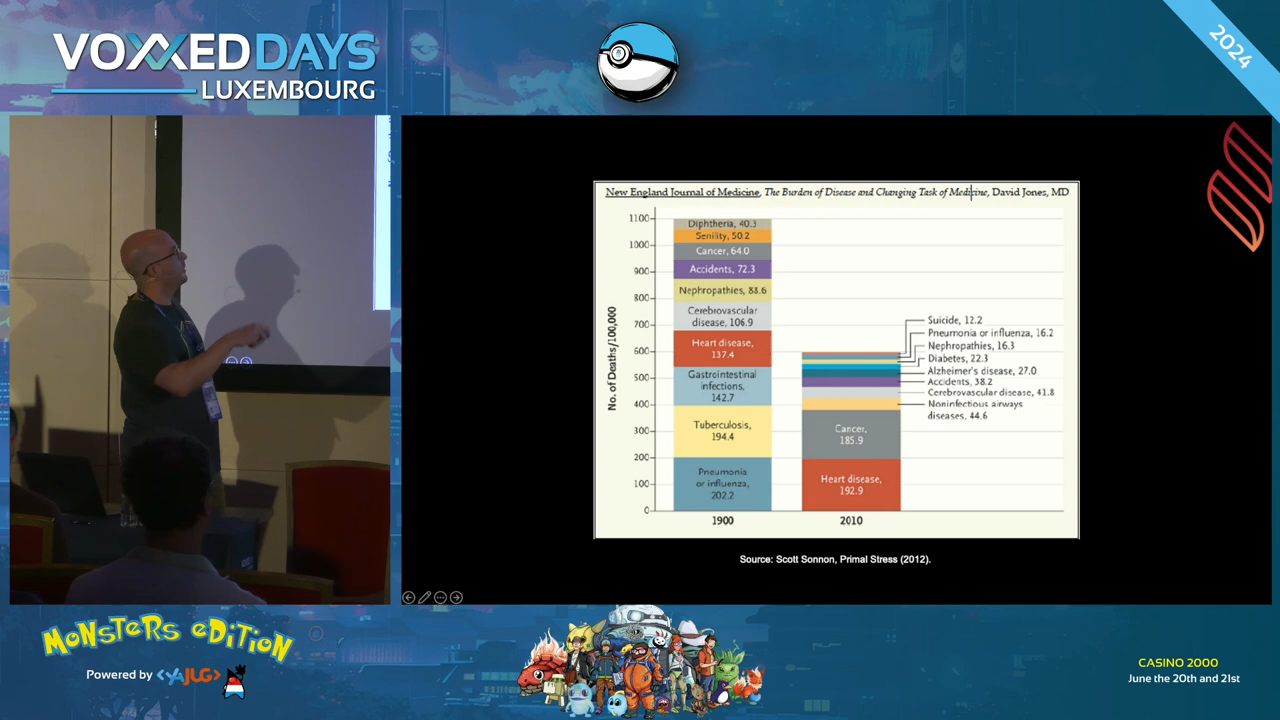 VOXXED DAYS
LUXEMBOURG
2024
New England Journal of Medicine, The Burden of Disease and Changing Task of Medicine, David Jones, MD
No. of Deaths/100,000
1100
1000
900
800
700
600
500
400
300
200
100
0
Diphtheria, 40.3
Senility, 50.2
Cancer, 64.0
Accidents, 72.3
Nephropathies, 88.6
Cerebrovascular
disease, 106.9
Heart disease,
137.4
Gastrointestinal
infections,
142.7
Tuberculosis,
194.4
Pneumonia
or influenza,
202.2
1900
Suicide, 12.2
Pneumonia or influenza, 16.2
Nephropathies, 16.3
Diabetes, 22.3
Alzheimer's disease, 27.0
Accidents, 38.2
Cerebrovascular disease, 41.8
Noninfectious airways
diseases, 44.6
Cancer,
185.9
Heart disease,
192.9
2010
Source: Scott Sonnon, Primal Stress (2012).
MONSTERS EDITION
Powered by <YAJUG>
CASINO 2000
June the 20th and 21st